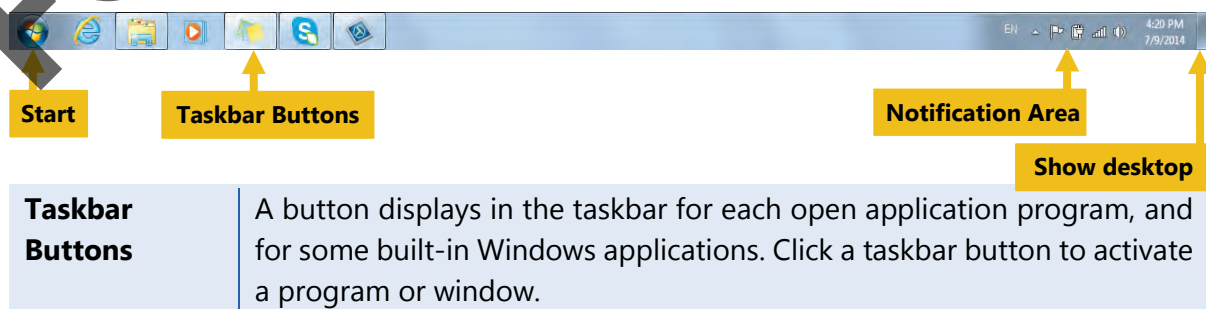 EN 4:20 PM
7/9/2014
Start
Taskbar Buttons
Notification Area
Show desktop
Taskbar
Buttons
A button displays in the taskbar for each open application program, and
for some built-in Windows applications. Click a taskbar button to activate
a program or window.